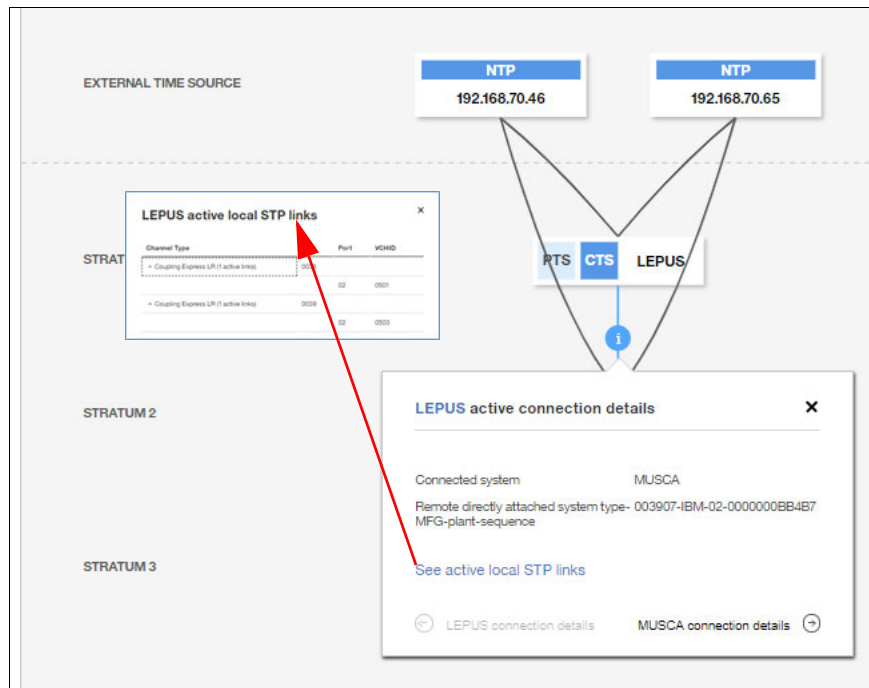 EXTERNAL TIME SOURCE
NTP
192.168.70.46
NTP
192.168.70.65
LEPUS active local STP links
×
Channel Type
Port
VCHID
STRAT
+ Coupling Express LR (1 active links)
02
0501
+ Coupling Express LR (1 active links)
0039
02
0503
PTS
CTS
LEPUS
i
STRATUM 2
LEPUS active connection details
×
Connected system
MUSCA
Remote directly attached system type-
003907-IBM-02-0000000BB4B7
MFG-plant-sequence
STRATUM 3
See active local STP links
LEPUS connection details
MUSCA connection details